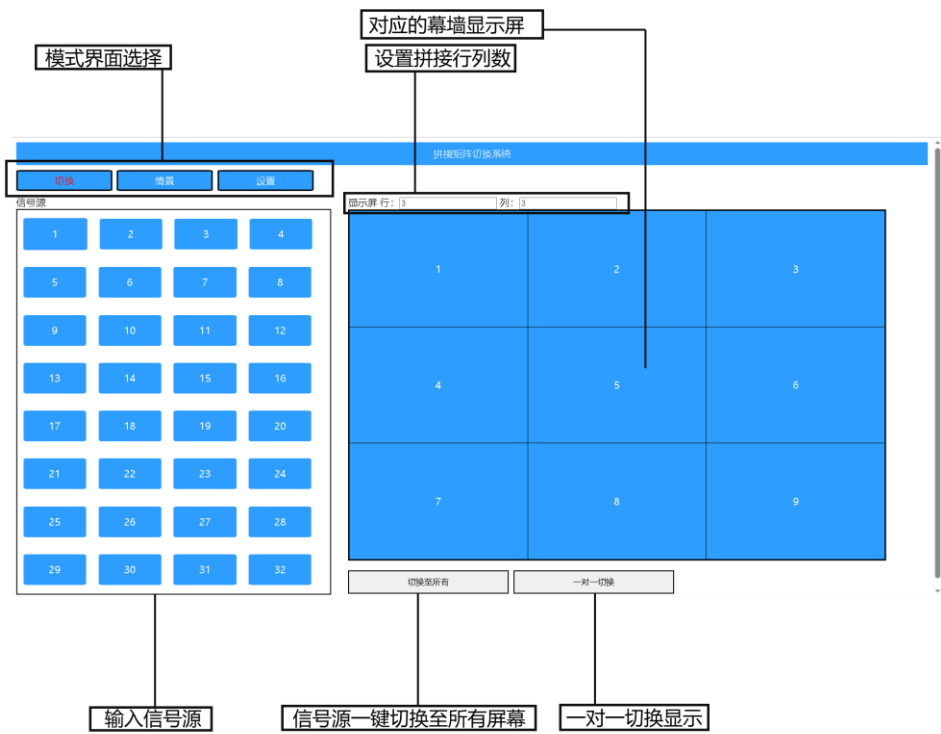 对应的幕墙显示屏
模式界面选择
设置拼接行列数
拼接矩阵切换系统
切换 情景 设置
信号源
显示屏 行： 3 列： 3
1 2 3 4
5 6 7 8
9 10 11 12
13 14 15 16
17 18 19 20
21 22 23 24
25 26 27 28
29 30 31 32
1 2 3
4 5 6
7 8 9
切换至所有 一对一切换
输入信号源
信号源一键切换至所有屏幕
一对一切换显示